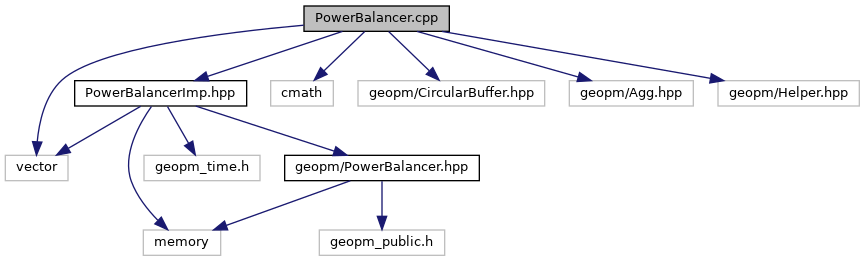 PowerBalancer.cpp
PowerBalancerImp.hpp
cmath
geopm/CircularBuffer.hpp
geopm/Agg.hpp
geopm/Helper.hpp
vector
geopm_time.h
geopm/PowerBalancer.hpp
memory
geopm_public.h